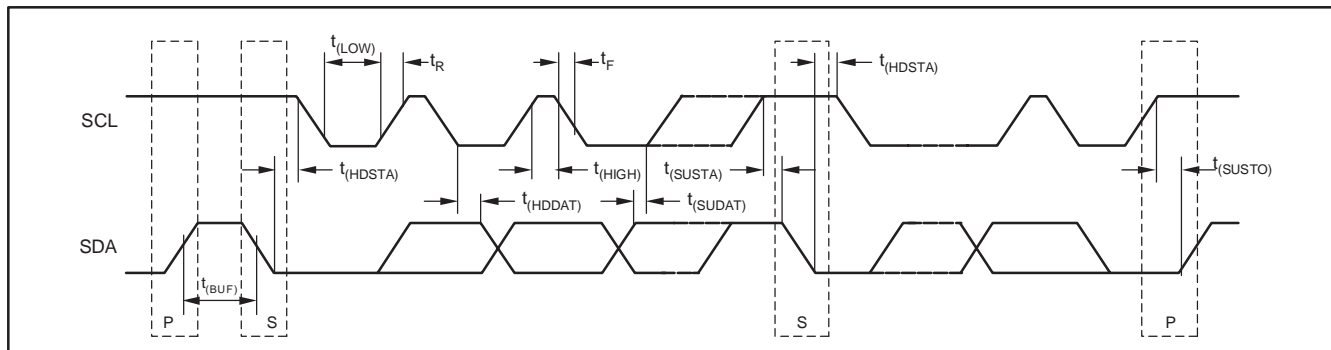 t(LOW)
tR
tF
t(HDSTA)
SCL
t(HDSTA)
t(HIGH)
t(SUSTA)
t(SUSTO)
t(HDDAT)
t(SUDAT)
SDA
t(BUF)
P
S
S
P